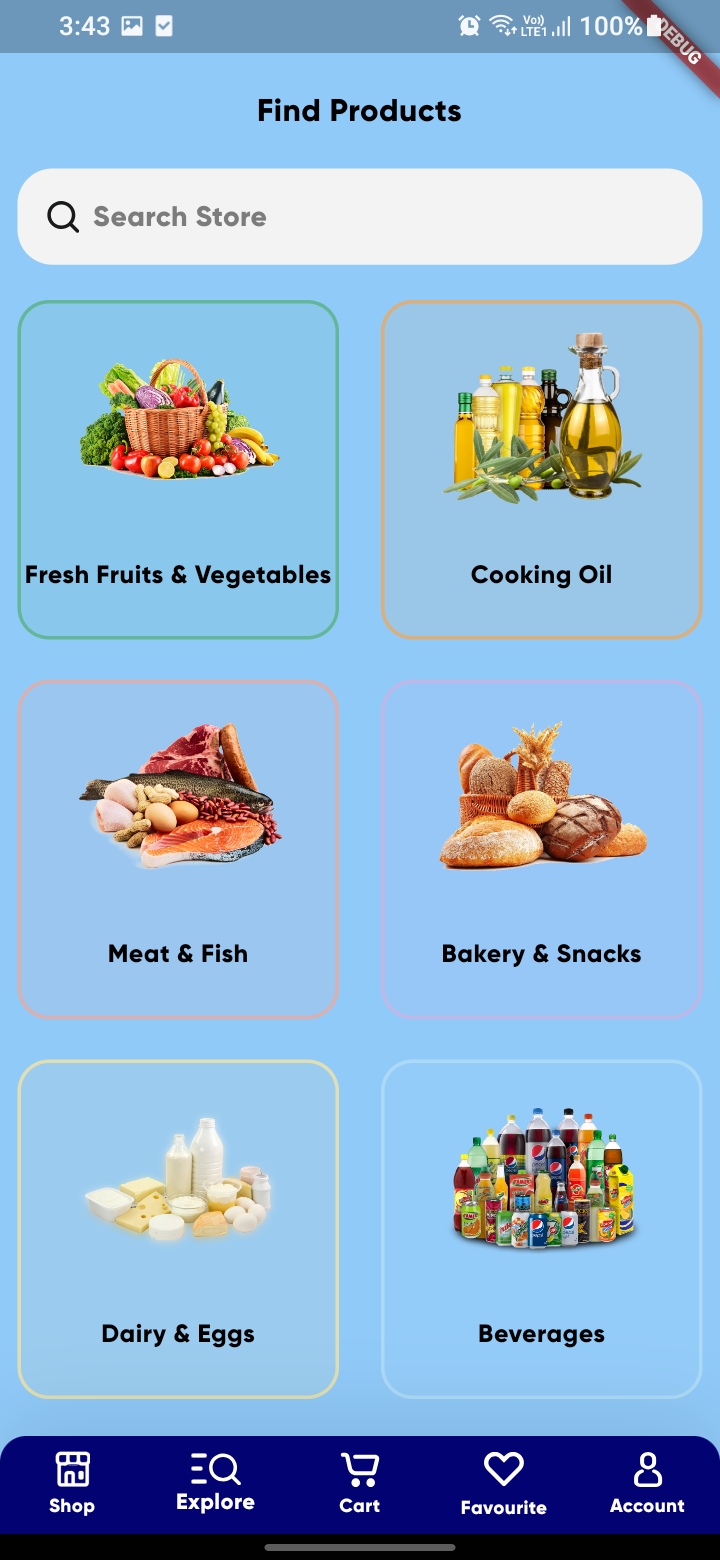 3:43 Vo)) LTE1 100%
DEBUG
Find Products
Search Store
Fresh Fruits & Vegetables
Cooking Oil
Meat & Fish
Bakery & Snacks
Dairy & Eggs
Beverages
Shop
Explore
Cart
Favourite
Account